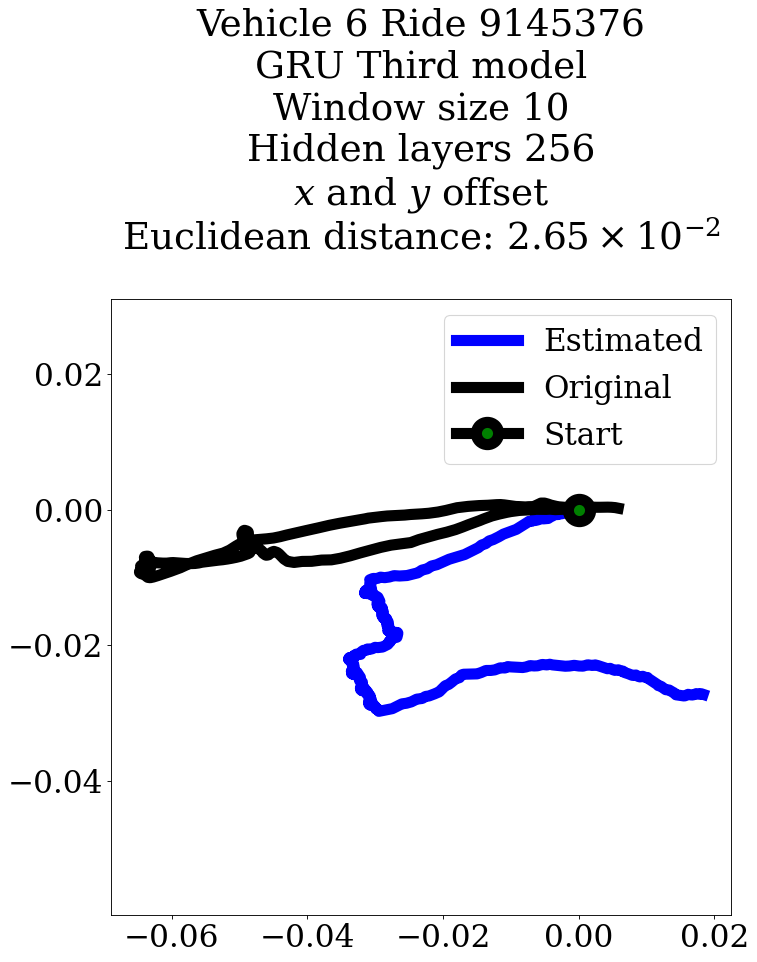 Vehicle 6 Ride 9145376
GRU Third model
Window size 10
Hidden layers 256
x and y offset
Euclidean distance: 2.65 × 10⁻²
Estimated
Original
Start
0.02
0.00
−0.02
−0.04
−0.06
−0.04
−0.02
0.00
0.02